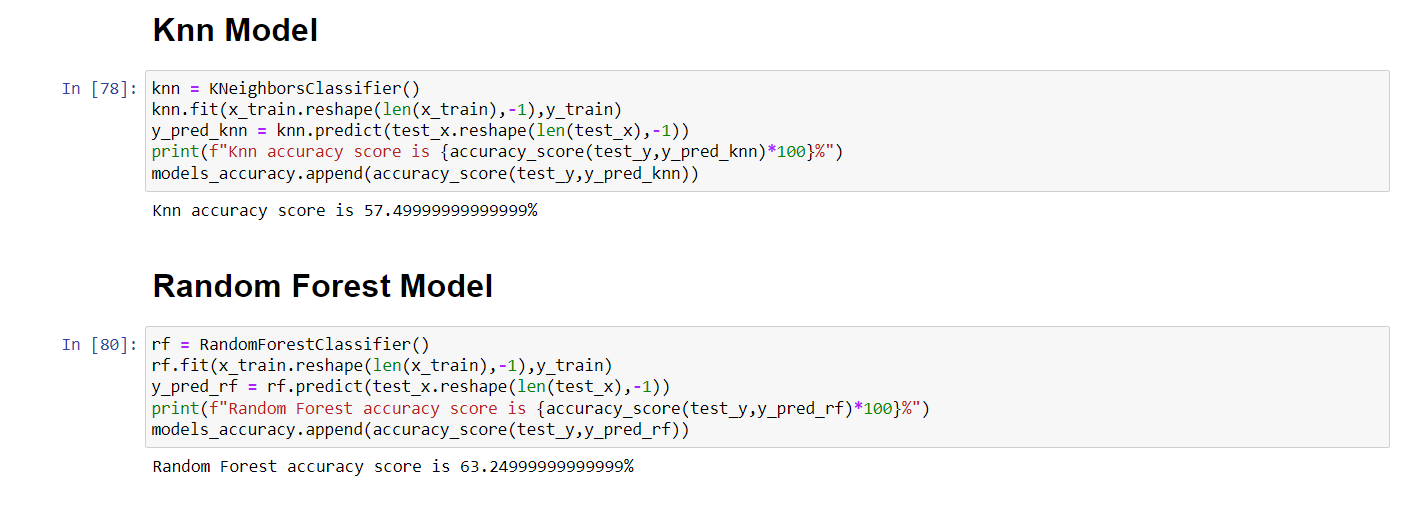 Knn Model
In [78]: knn = KNeighborsClassifier()
knn.fit(x_train.reshape(len(x_train),-1),y_train)
y_pred_knn = knn.predict(test_x.reshape(len(test_x),-1))
print(f"Knn accuracy score is {accuracy_score(test_y,y_pred_knn)*100}%")
models_accuracy.append(accuracy_score(test_y,y_pred_knn))
Knn accuracy score is 57.49999999999999%
Random Forest Model
In [80]: rf = RandomForestClassifier()
rf.fit(x_train.reshape(len(x_train),-1),y_train)
y_pred_rf = rf.predict(test_x.reshape(len(test_x),-1))
print(f"Random Forest accuracy score is {accuracy_score(test_y,y_pred_rf)*100}%")
models_accuracy.append(accuracy_score(test_y,y_pred_rf))
Random Forest accuracy score is 63.24999999999999%